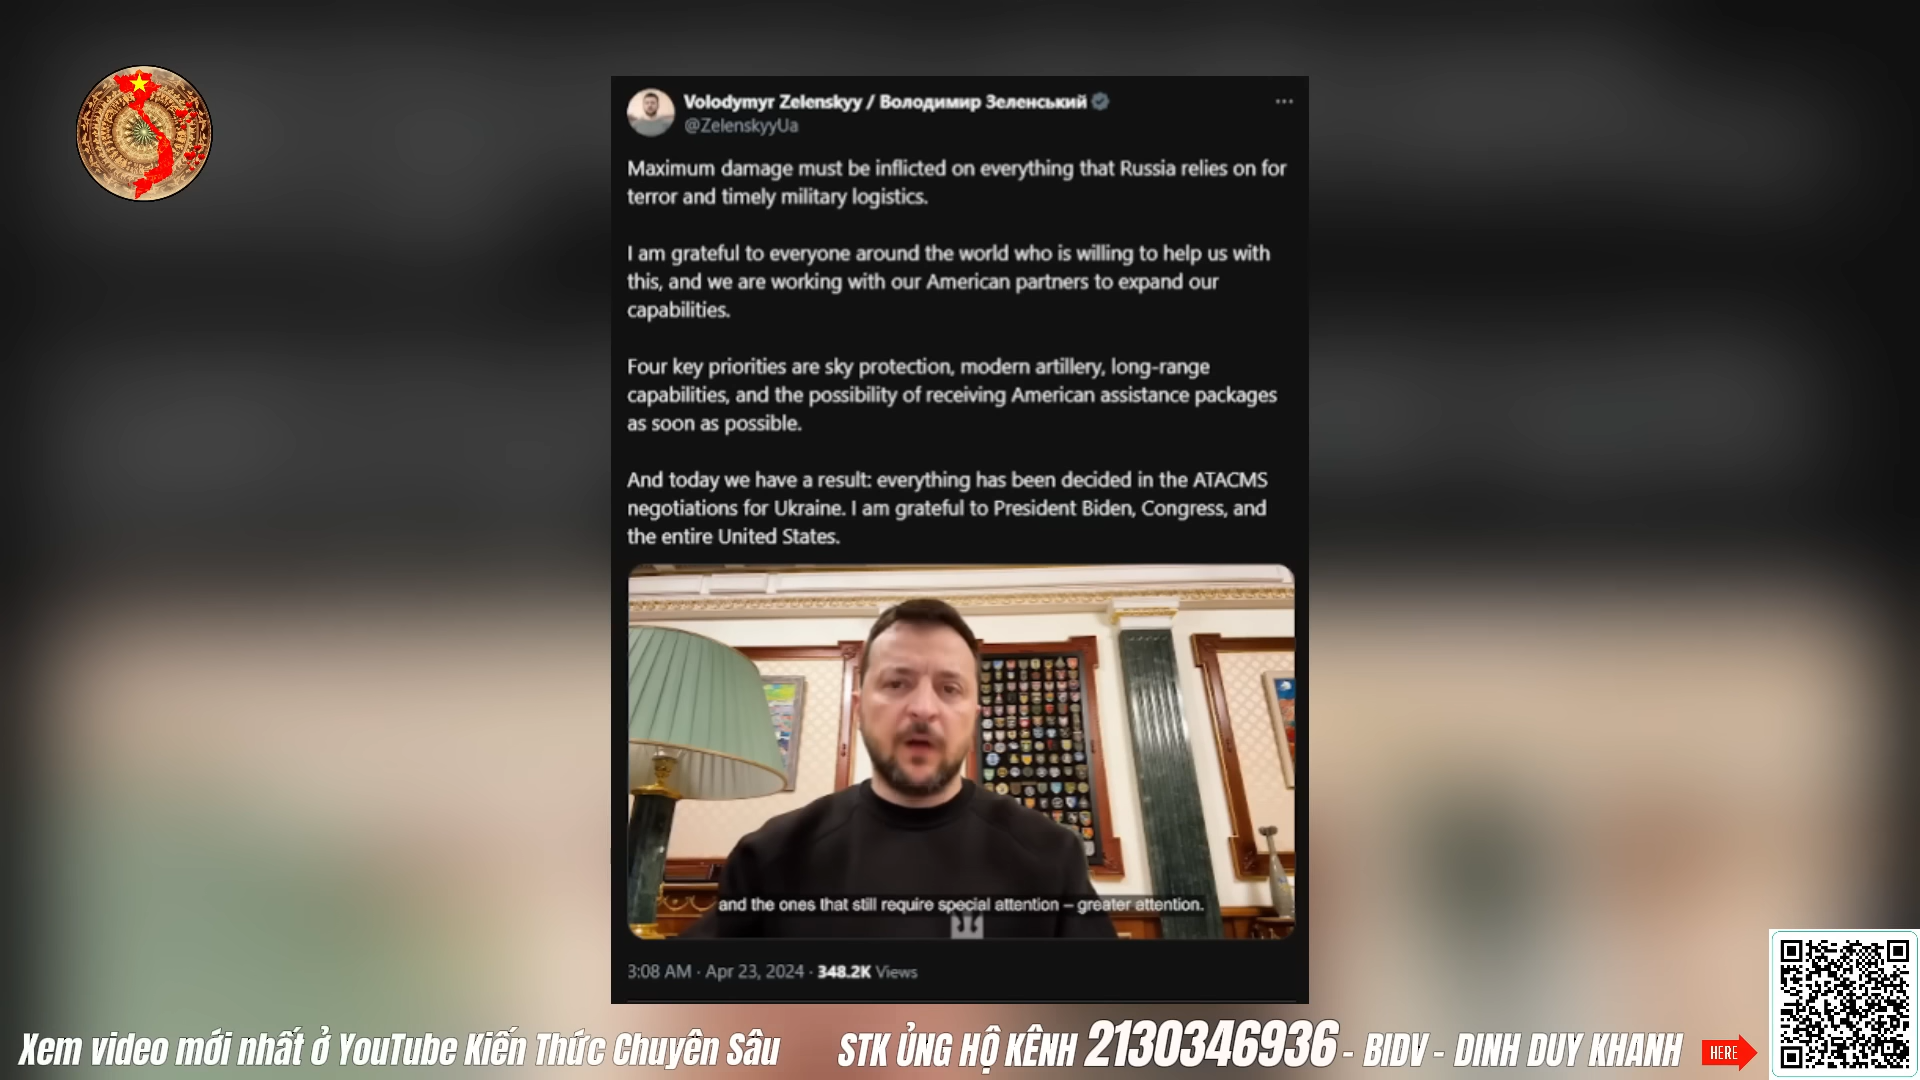 Volodymyr Zelenskyy / Володимир Зеленський
@ZelenskyyUa
Maximum damage must be inflicted on everything that Russia relies on for
terror and timely military logistics.
I am grateful to everyone around the world who is willing to help us with
this, and we are working with our American partners to expand our
capabilities.
Four key priorities are sky protection, modern artillery, long-range
capabilities, and the possibility of receiving American assistance packages
as soon as possible.
And today we have a result: everything has been decided in the ATACMS
negotiations for Ukraine. I am grateful to President Biden, Congress, and
the entire United States.
and the ones that still require special attention – greater attention.
3:08 AM · Apr 23, 2024 · 348.2K Views
Xem video mới nhất ở YouTube Kiến Thức Chuyên Sâu
STK ỦNG HỘ KÊNH 2130346936 - BIDV - DINH DUY KHANH
HERE